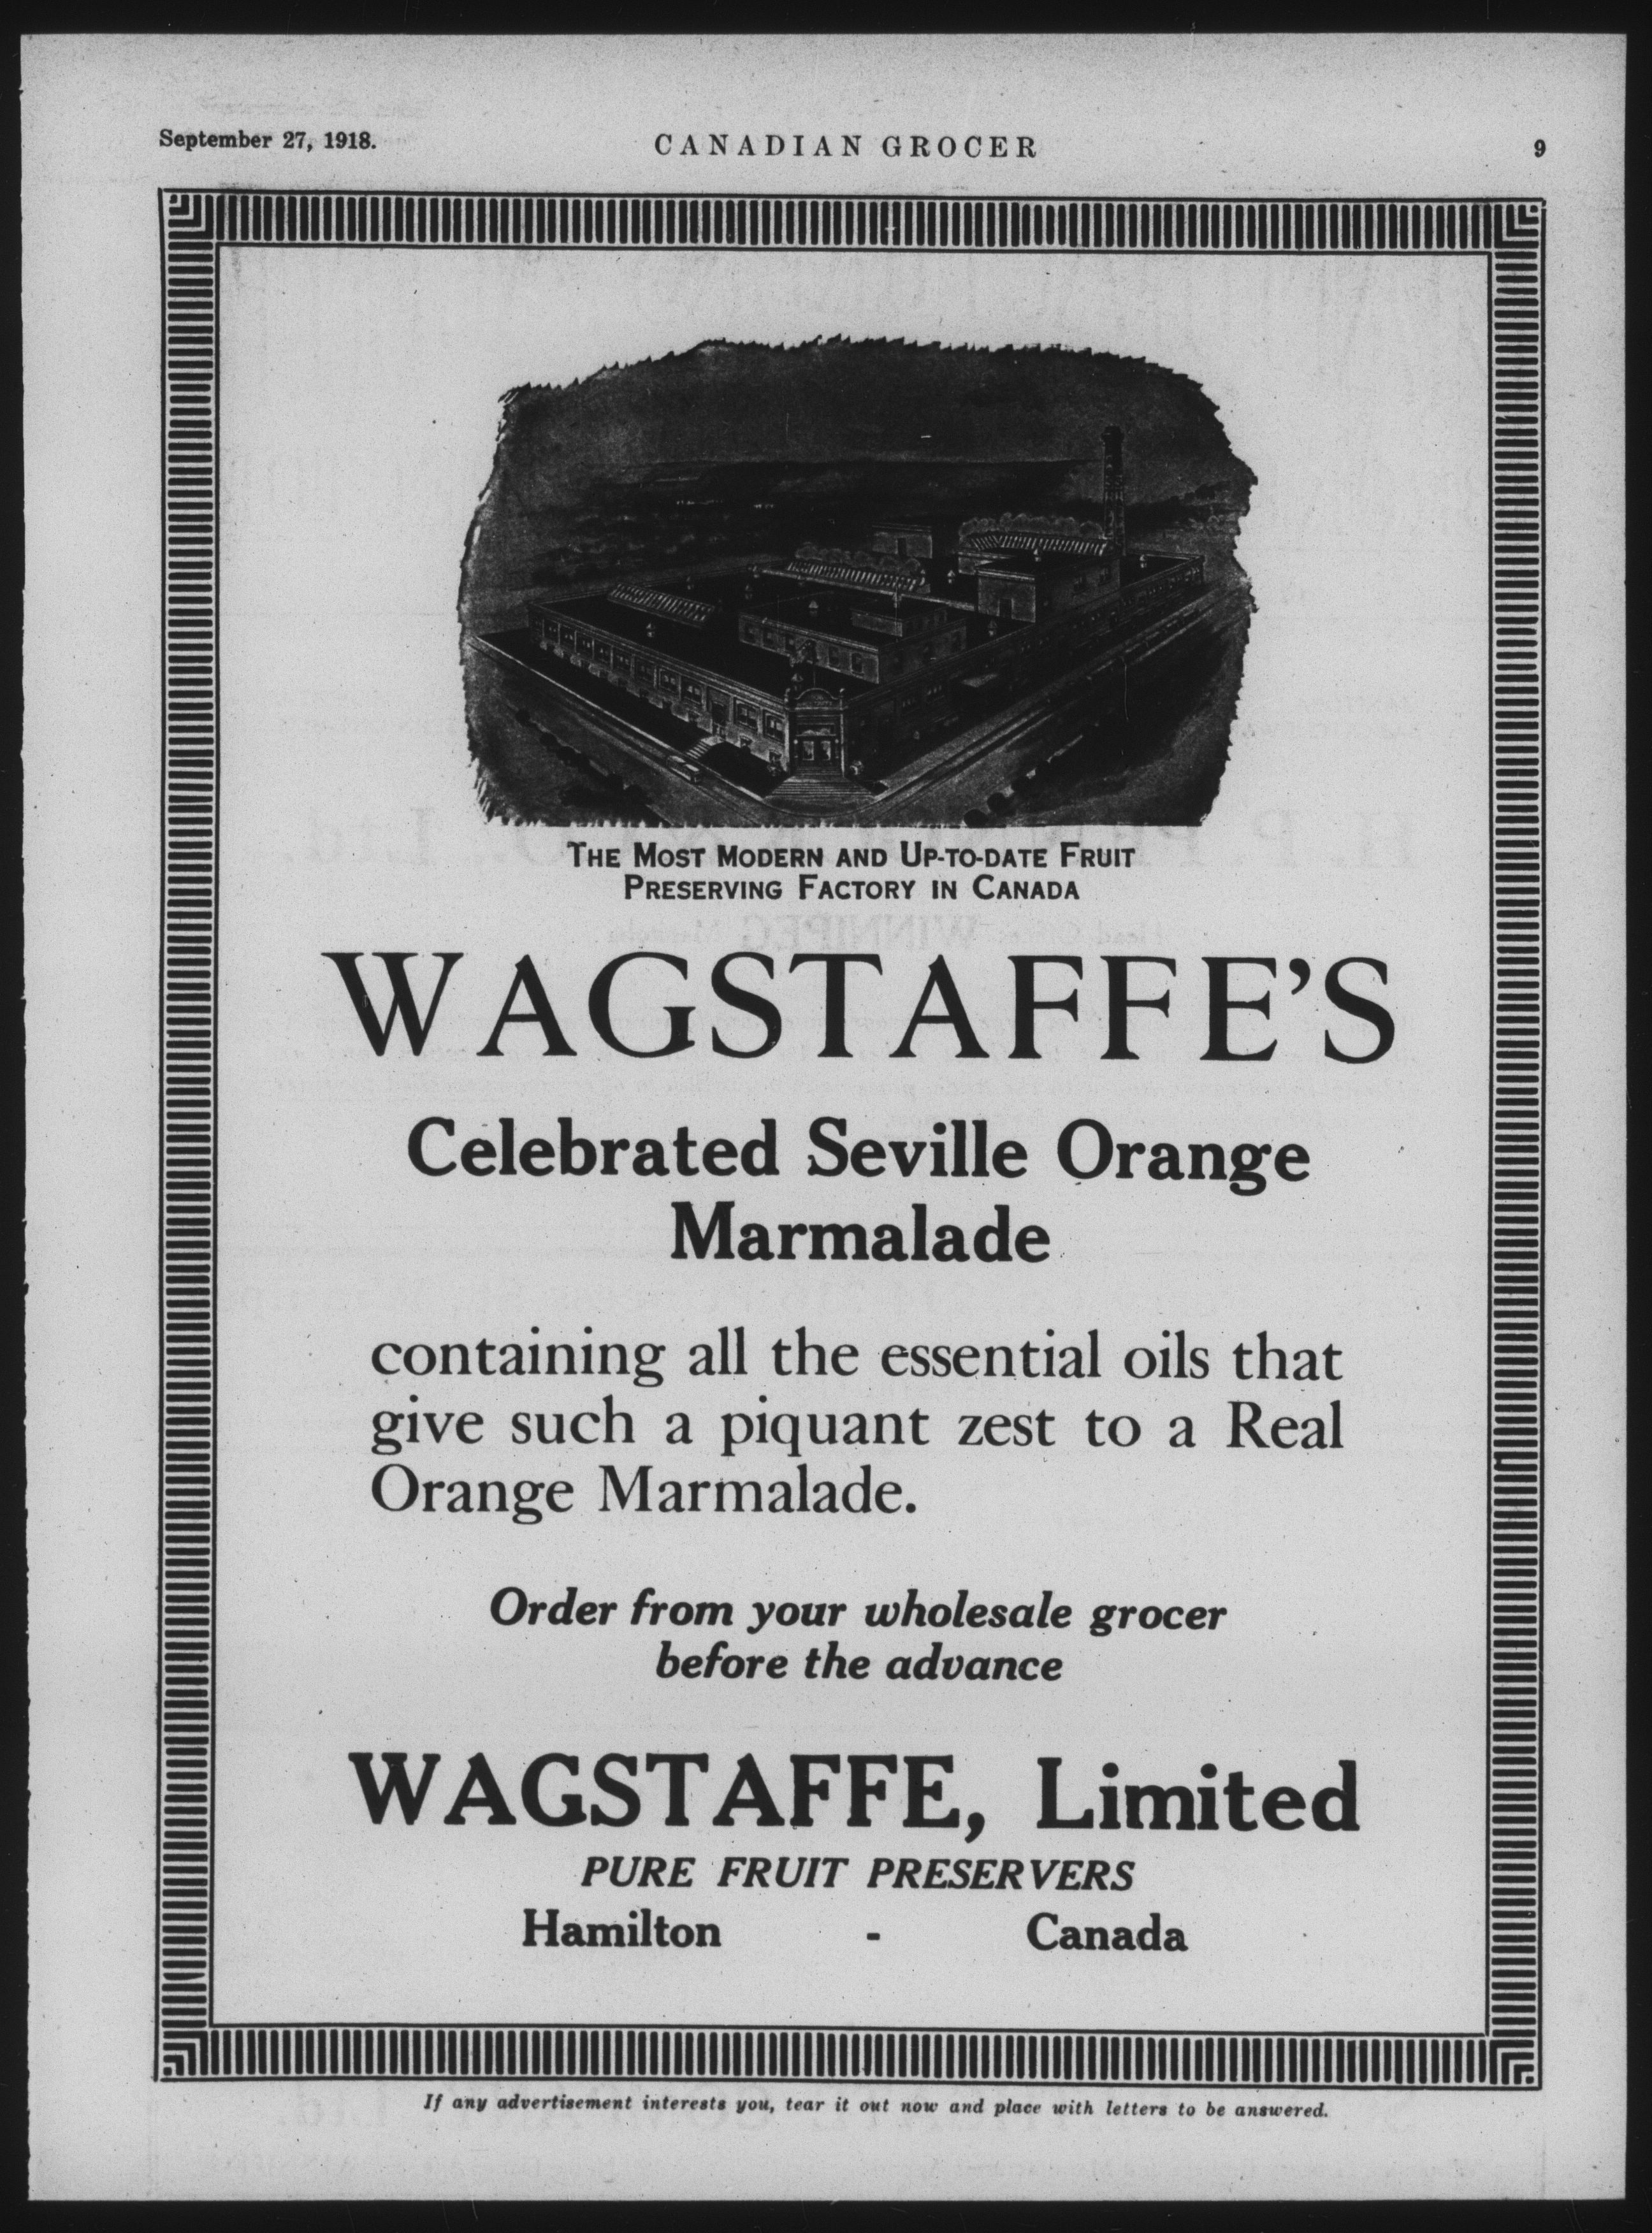 September 27, 1918.
CANADIAN GROCER
9
THE MOST MODERN AND UP-TO-DATE FRUIT
PRESERVING FACTORY IN CANADA
WAGSTAFFE'S
Celebrated Seville Orange
Marmalade
containing all the essential oils that
give such a piquant zest to a Real
Orange Marmalade.
Order from your wholesale grocer
before the advance
WAGSTAFFE, Limited
PURE FRUIT PRESERVERS
Hamilton - Canada
If any advertisement interests you, tear it out now and place with letters to be answered.